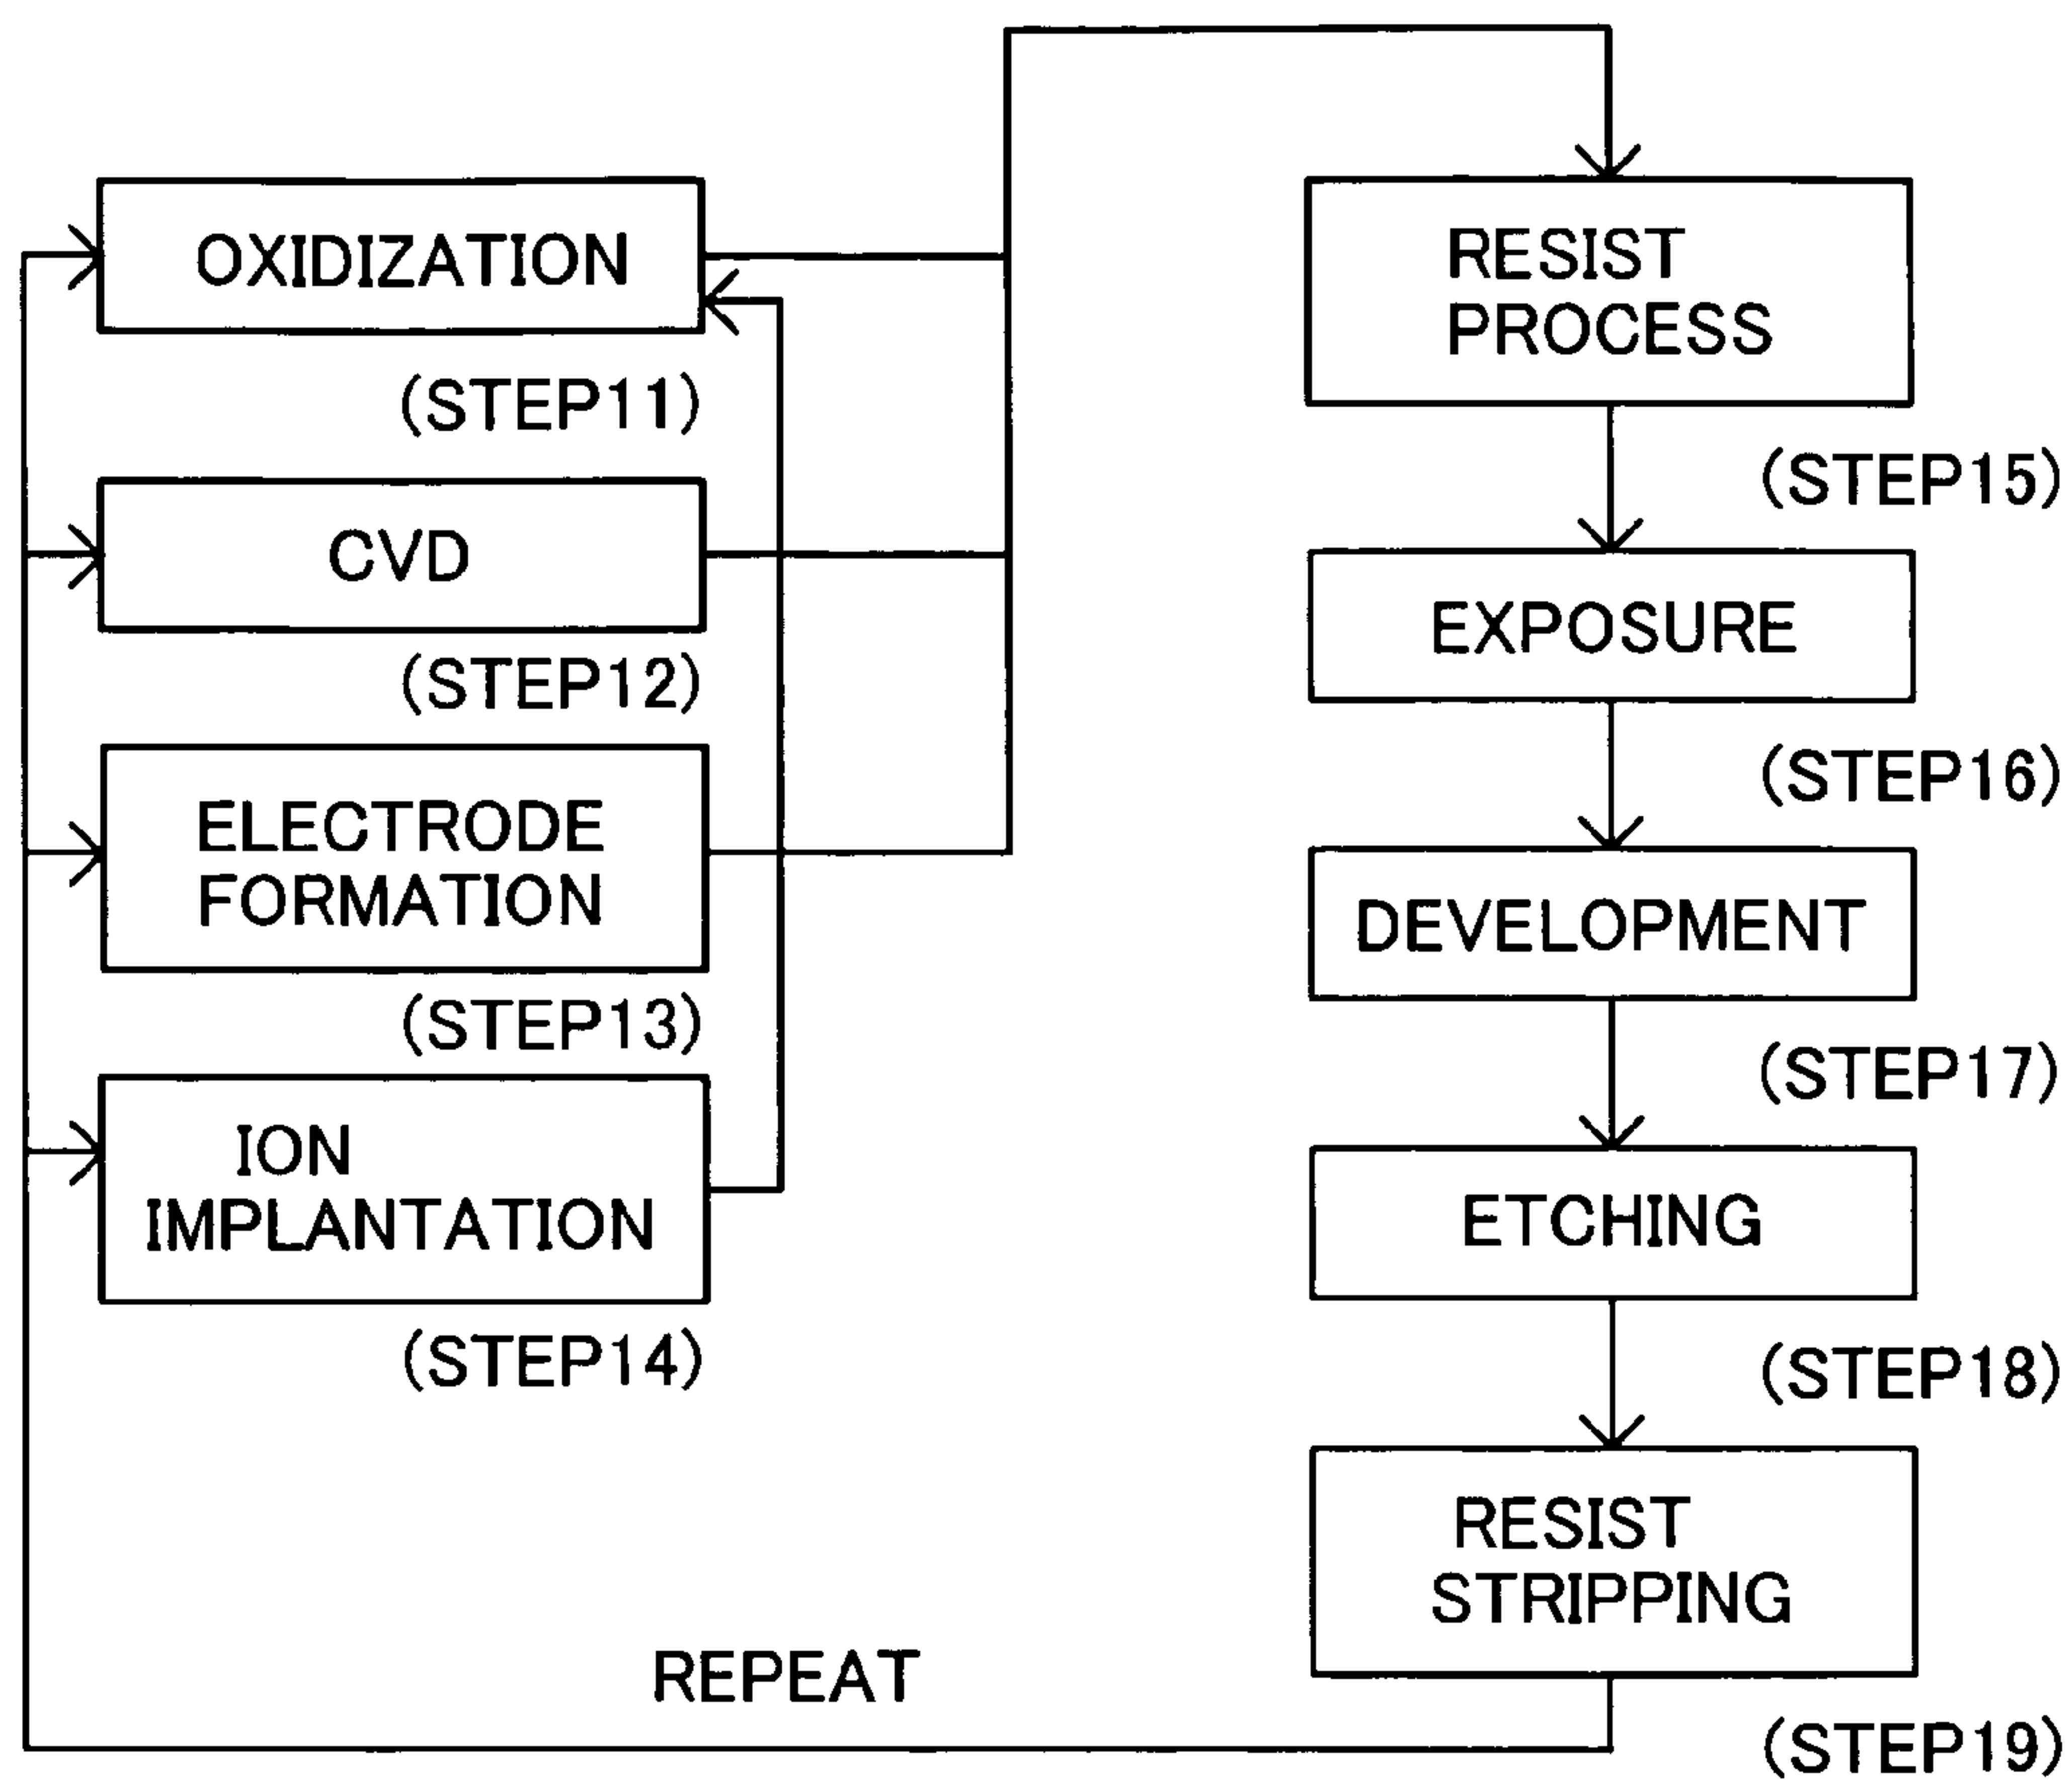 OXIDIZATION
(STEP11)
CVD
(STEP12)
ELECTRODE
FORMATION
(STEP13)
ION
IMPLANTATION
(STEP14)
RESIST
PROCESS
(STEP15)
EXPOSURE
(STEP16)
DEVELOPMENT
(STEP17)
ETCHING
(STEP18)
RESIST
STRIPPING
(STEP19)
REPEAT